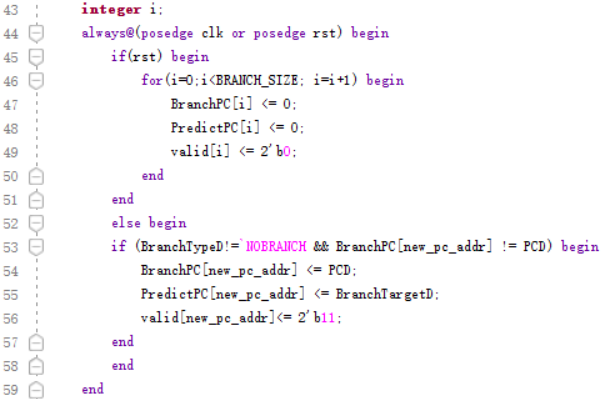 43 integer i;
44 always@(posedge clk or posedge rst) begin
45 if(rst) begin
46 for(i=0;i<BRANCH_SIZE; i=i+1) begin
47 BranchPC[i] <= 0;
48 PredictPC[i] <= 0;
49 valid[i] <= 2'b0;
50 end
51 end
52 else begin
53 if (BranchTypeD!=`NOBRANCH && BranchPC[new_pc_addr] != PCD) begin
54 BranchPC[new_pc_addr] <= PCD;
55 PredictPC[new_pc_addr] <= BranchTargetD;
56 valid[new_pc_addr]<= 2'b11;
57 end
58 end
59 end